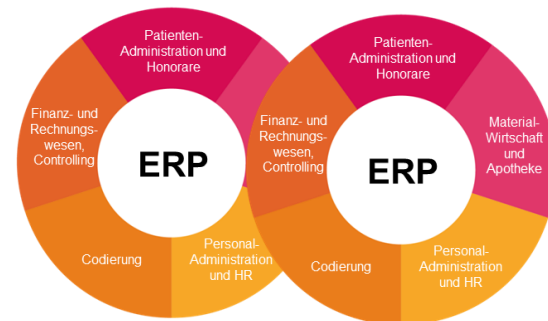 Patienten-
Administration und
Honorare
Finanz- und
Rechnungs-
wesen,
Controlling
ERP
Codierung
Personal-
Administration
und HR
Patienten-
Administration und
Honorare
Material-
Wirtschaft
und
Apotheke
Finanz- und
Rechnungs-
wesen,
Controlling
ERP
Codierung
Personal-
Administration
und HR